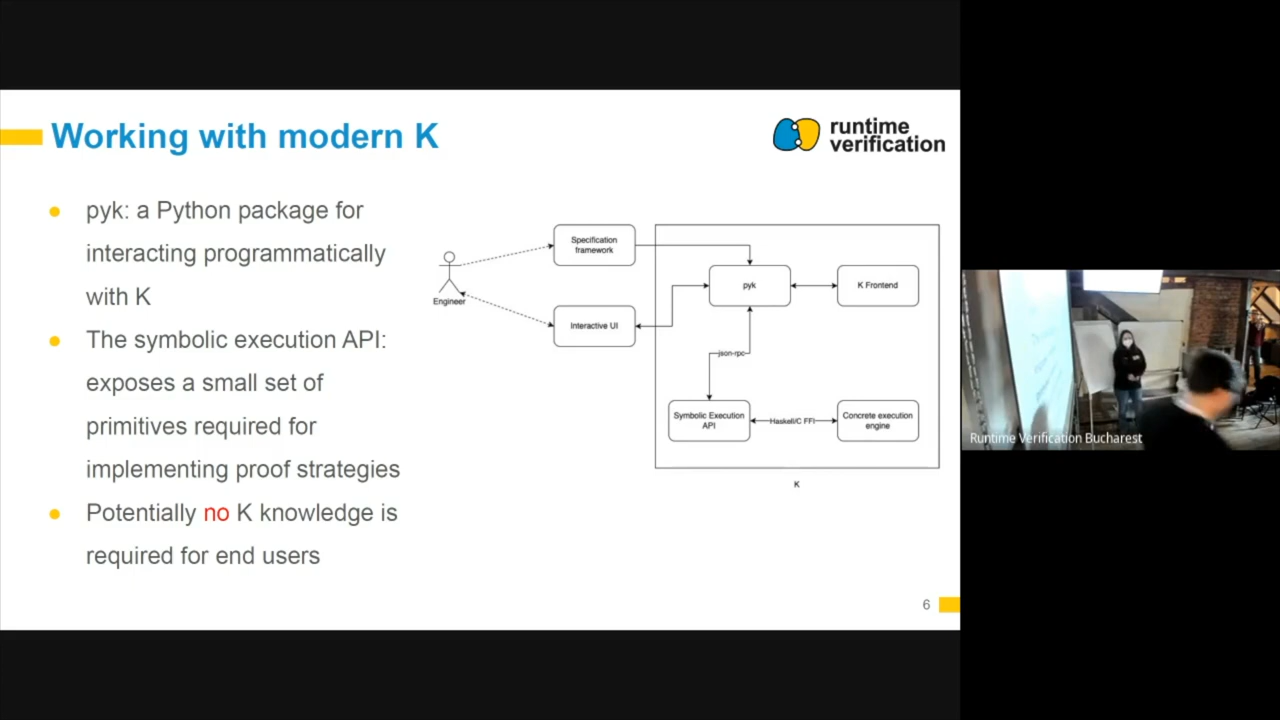 Working with modern K
runtime
verification
pyk: a Python package for
interacting programmatically
with K
The symbolic execution API:
exposes a small set of
primitives required for
implementing proof strategies
Potentially no K knowledge is
required for end users
Engineer
Specification
framework
Interactive UI
pyk
K Frontend
json-rpc
Symbolic Execution
API
Haskell/C FFI
Concrete execution
engine
K
6
Runtime Verification Bucharest